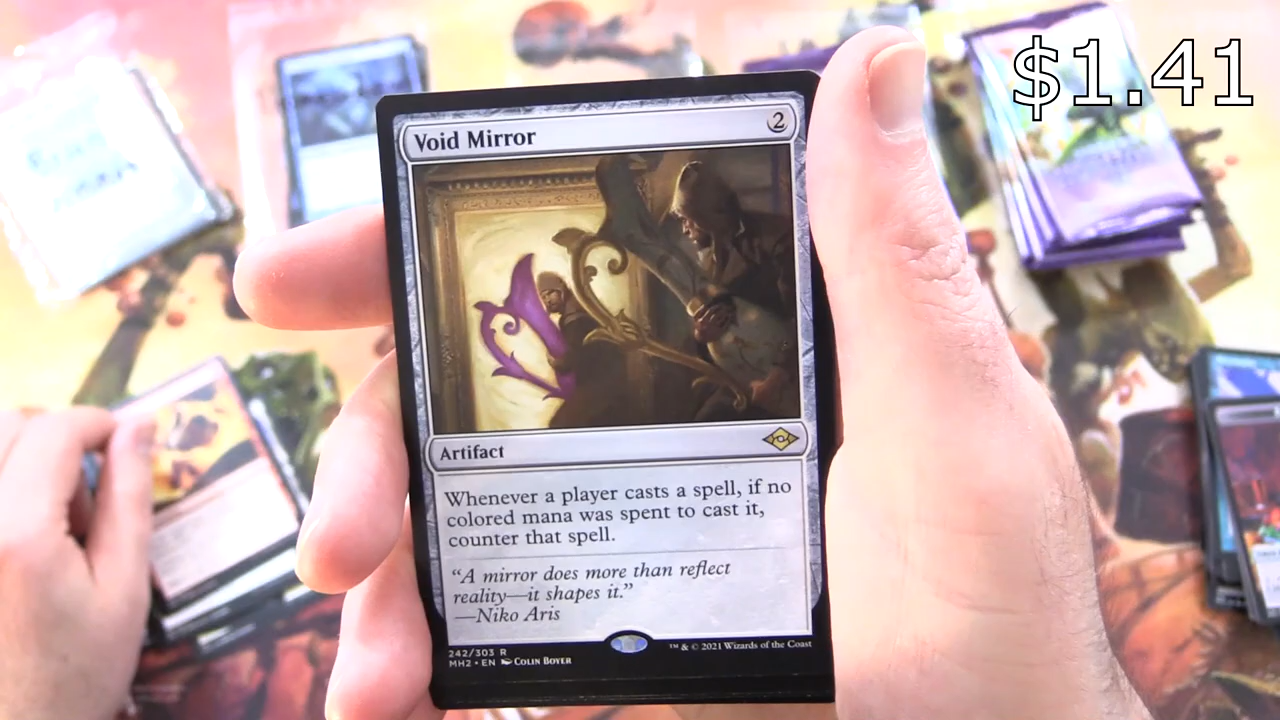 $1.41
Void Mirror 2
Artifact
Whenever a player casts a spell, if no
colored mana was spent to cast it,
counter that spell.
“A mirror does more than reflect
reality—it shapes it.”
—Niko Aris
242/303 R
MH2 • EN Colin Boyer
™ & © 2021 Wizards of the Coast